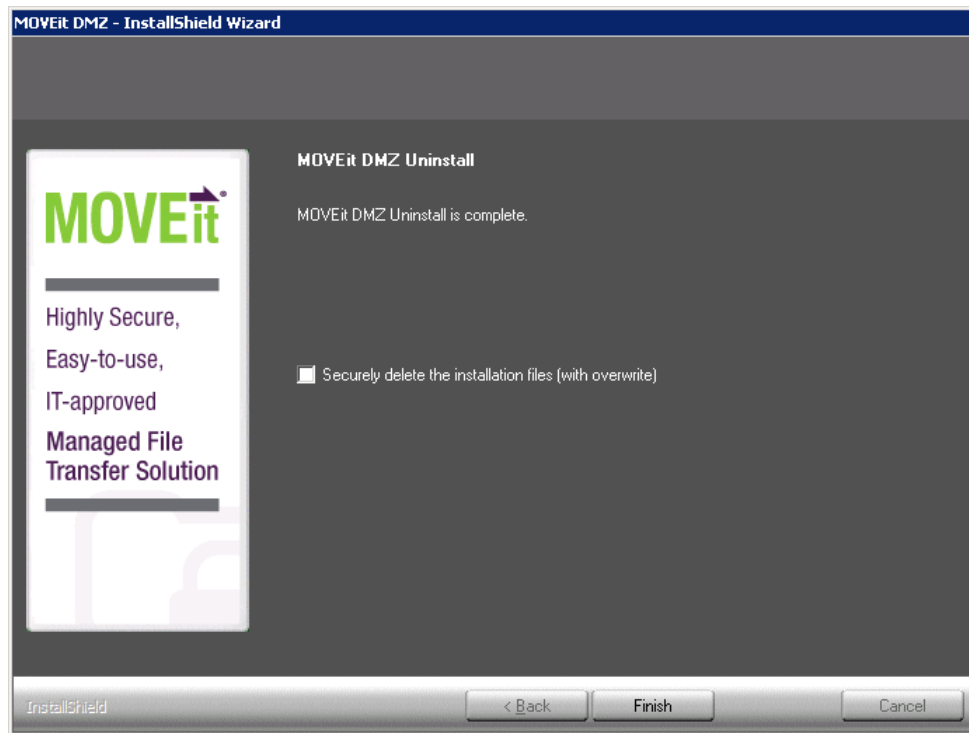 MOVEit DMZ - InstallShield Wizard
MOVEit DMZ Uninstall
MOVEit DMZ Uninstall is complete.
MOVEit®
Highly Secure,
Easy-to-use,
IT-approved
Managed File
Transfer Solution
Securely delete the installation files (with overwrite)
InstallShield
< Back
Finish
Cancel